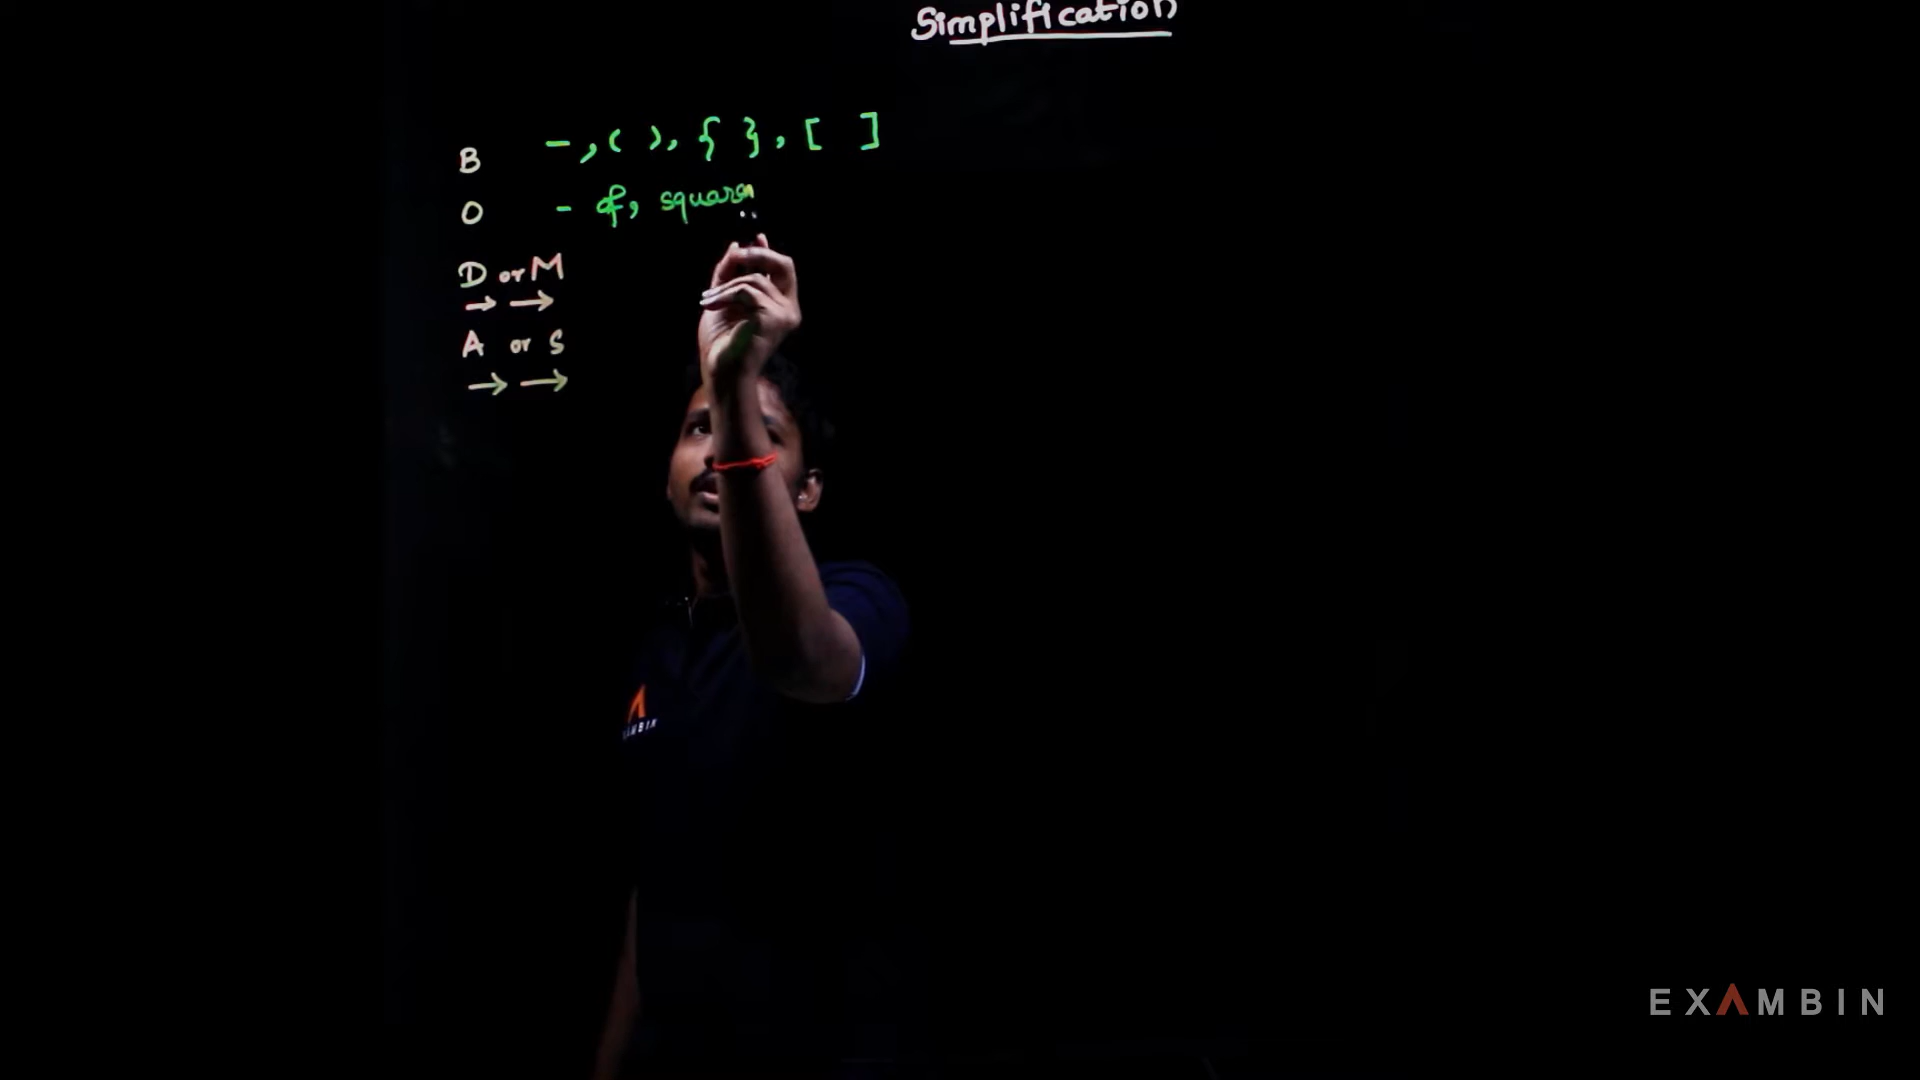 Simplification
B - , ( ) , { } , [ ]
O - of, square
D or M
→ →
A or S
→ →
EXAMBIN